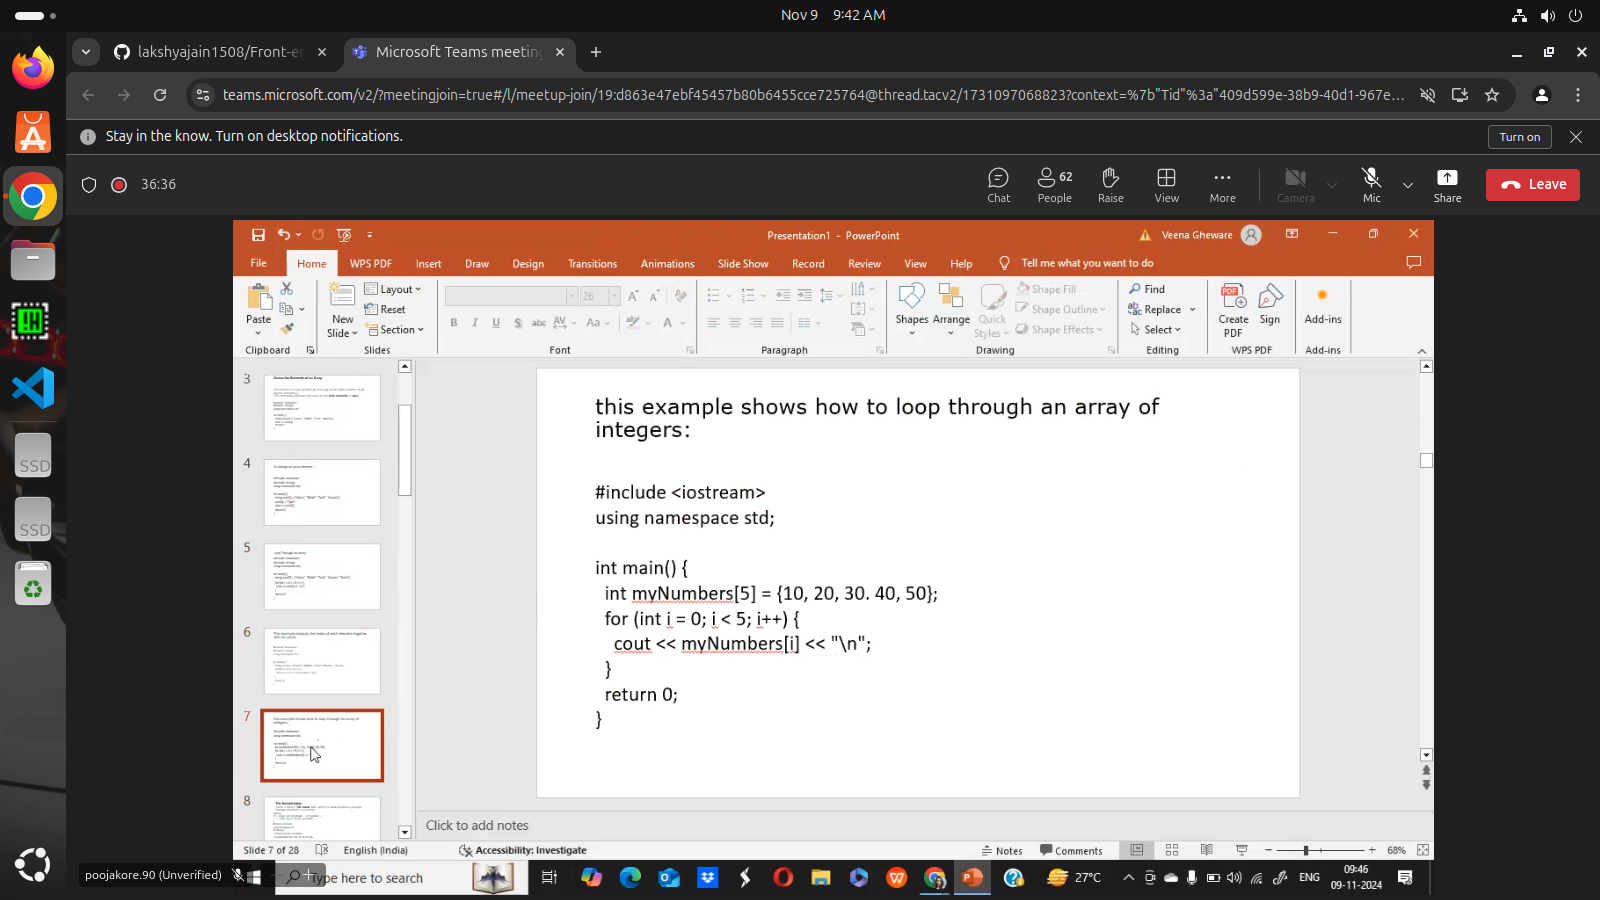 Nov 9 9:42 AM
lakshyajain1508/Front-er
Microsoft Teams meeting
teams.microsoft.com/v2/?meetingjoin=true#/l/meetup-join/19:d863e47ebf45457b80b6455cce725764@thread.tacv2/1731097068823?context=%7b"Tid"%3a"409d599e-38b9-40d1-967e...
Stay in the know. Turn on desktop notifications.
Turn on
36:36
Chat
People
62
Raise
View
More
Camera
Mic
Share
Leave
Presentation1 - PowerPoint
Veena Gheware
File
Home
WPS PDF
Insert
Draw
Design
Transitions
Animations
Slide Show
Record
Review
View
Help
Tell me what you want to do
Paste
Clipboard
New
Slide
Layout
Reset
Section
Slides
26
B I U S abc AV Aa A
Font
Paragraph
Shapes
Arrange
Quick
Styles
Shape Fill
Shape Outline
Shape Effects
Drawing
Find
Replace
Select
Editing
Create
PDF
Sign
WPS PDF
Add-ins
Add-ins
3
4
5
6
7
8
this example shows how to loop through an array of
integers:
#include <iostream>
using namespace std;
int main() {
int myNumbers[5] = {10, 20, 30. 40, 50};
for (int i = 0; i < 5; i++) {
cout << myNumbers[i] << "\n";
}
return 0;
}
Click to add notes
Slide 7 of 28
English (India)
Accessibility: Investigate
Notes
Comments
68%
poojakore.90 (Unverified)
Type here to search
27°C
ENG
09:46
09-11-2024
SSD
SSD